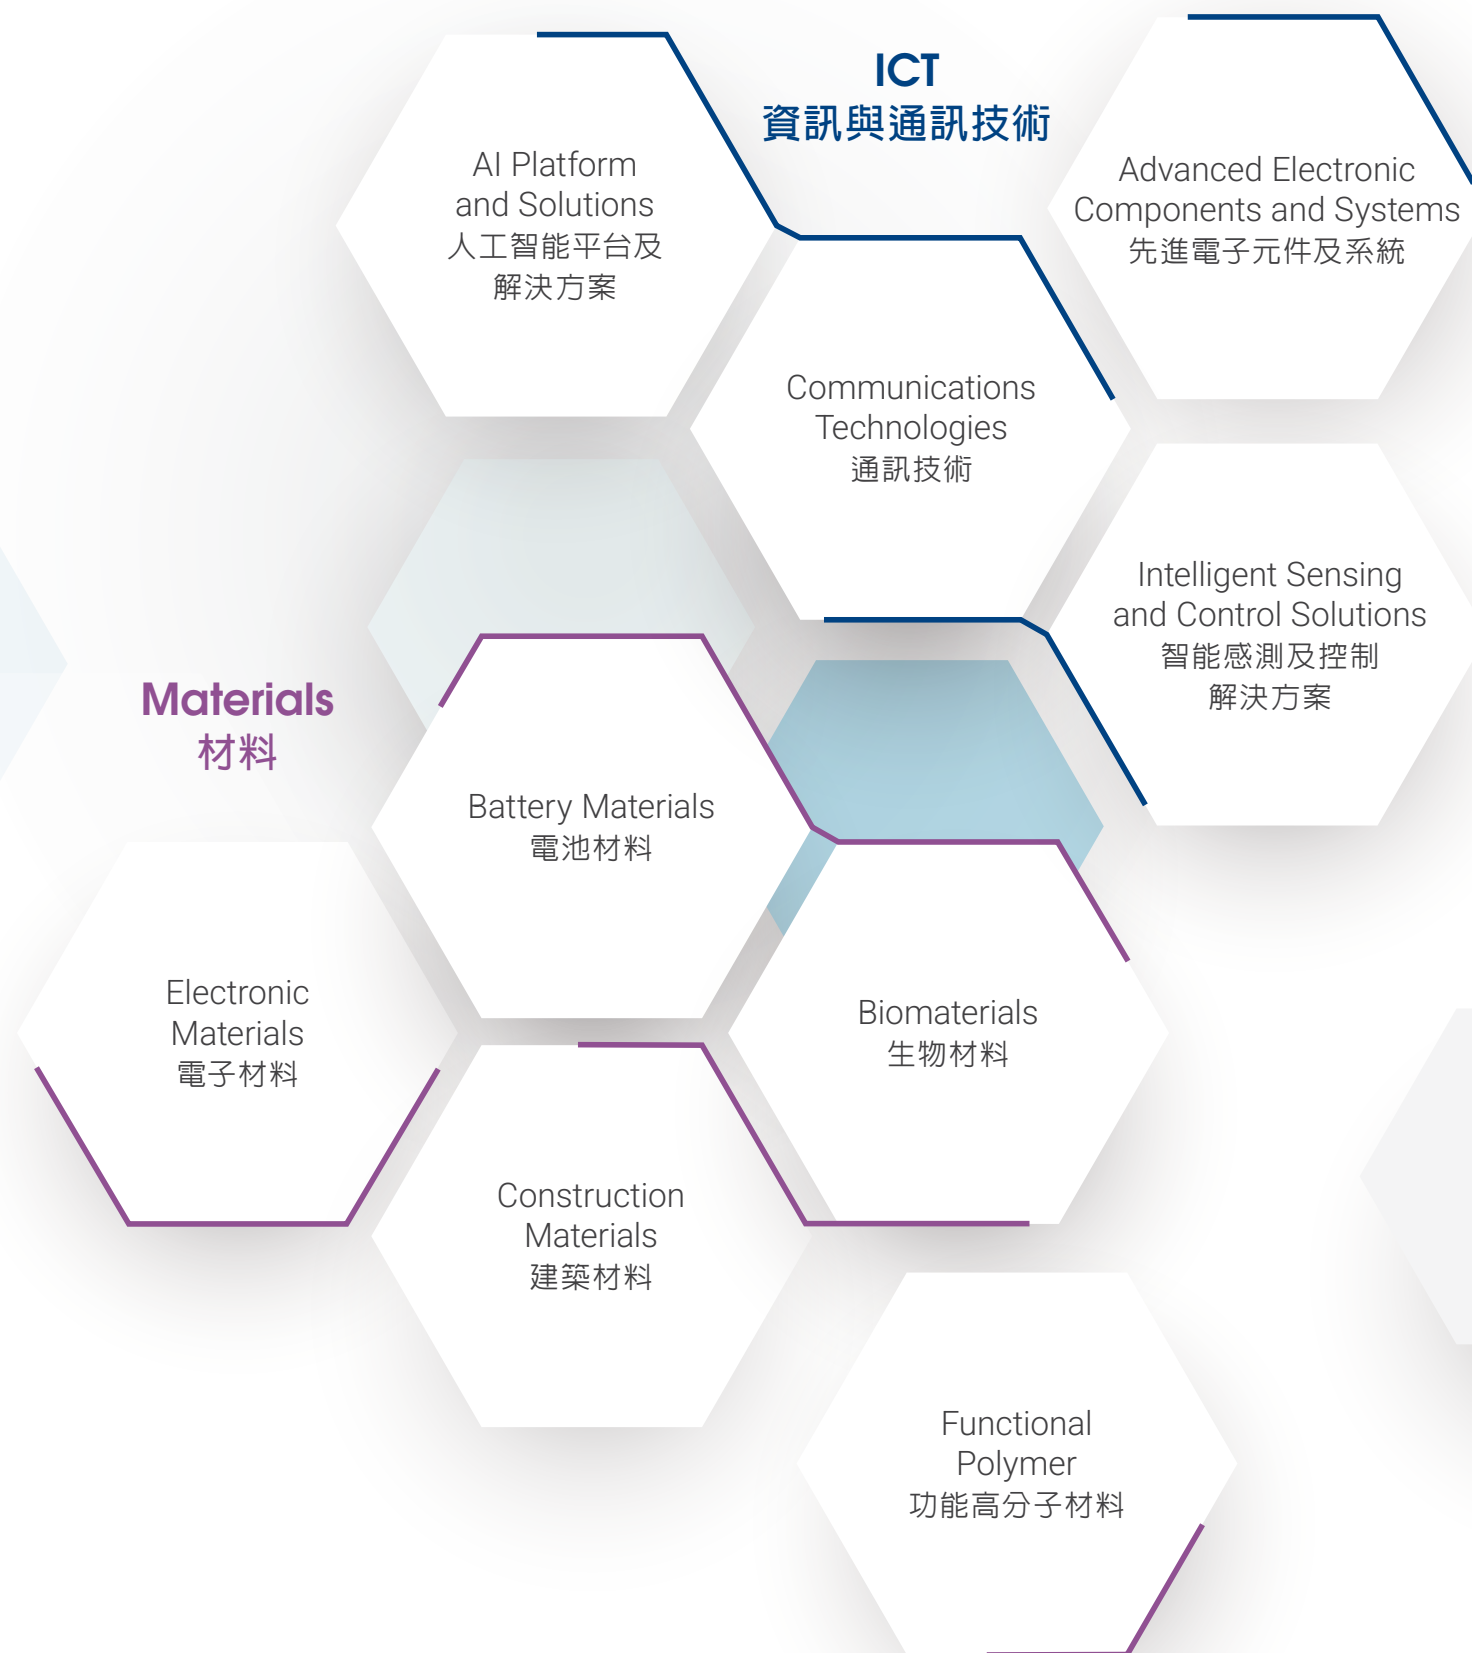 ICT
資訊與通訊技術
AI Platform
and Solutions
人工智能平台及
解決方案
Advanced Electronic
Components and Systems
先進電子元件及系統
Communications
Technologies
通訊技術
Intelligent Sensing
and Control Solutions
智能感測及控制
解決方案
Materials
材料
Battery Materials
電池材料
Electronic
Materials
電子材料
Biomaterials
生物材料
Construction
Materials
建築材料
Functional
Polymer
功能高分子材料